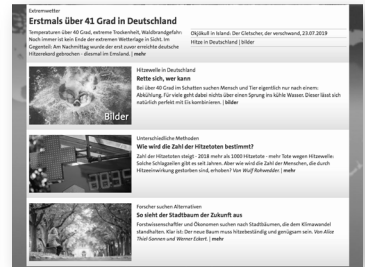 Extremwetter
Erstmals über 41 Grad in Deutschland
Temperaturen über 40 Grad, extreme Trockenheit, Waldbrandgefahr:
Noch immer ist kein Ende der extremen Wetterlage in Sicht. Im
Gegenteil: Am Nachmittag wurde der erst zuvor erreichte deutsche
Hitzerekord gebrochen - diesmal im Emsland. | mehr
Okjökull in Island. Der Gletscher, der verschwand, 23.07.2019
Hitze in Deutschland | bilder
Hitzewelle in Deutschland
Rette sich, wer kann
Bei über 40 Grad im Schatten suchen Mensch und Tier eigentlich nur nach einem:
Abkühlung. Für viele geht dabei nichts über einen Sprung ins kühle Wasser. Dieser lässt sich
natürlich perfekt mit Eis kombinieren. | bilder
Bilder
Unterschiedliche Methoden
Wie wird die Zahl der Hitzetoten bestimmt?
Zahl der Hitzetoten steigt - 2018 mehr als 1000 Hitzetote - mehr Tote wegen Hitzewelle:
Solche Schlagzeilen gibt es seit Jahren. Aber wie wird die Zahl der Menschen, die durch
Hitzeeinwirkung gestorben sind, erhoben? Von Wulf Rohwedder. | mehr
Forscher suchen Alternativen
So sieht der Stadtbaum der Zukunft aus
Forstwissenschaftler und Ökonomen suchen nach Stadtbäumen, die dem Klimawandel
standhalten. Klar ist: Der neue Baum muss hitzebeständig und genügsam sein. Von Alice
Thiel-Sonnen und Werner Eckert. | mehr